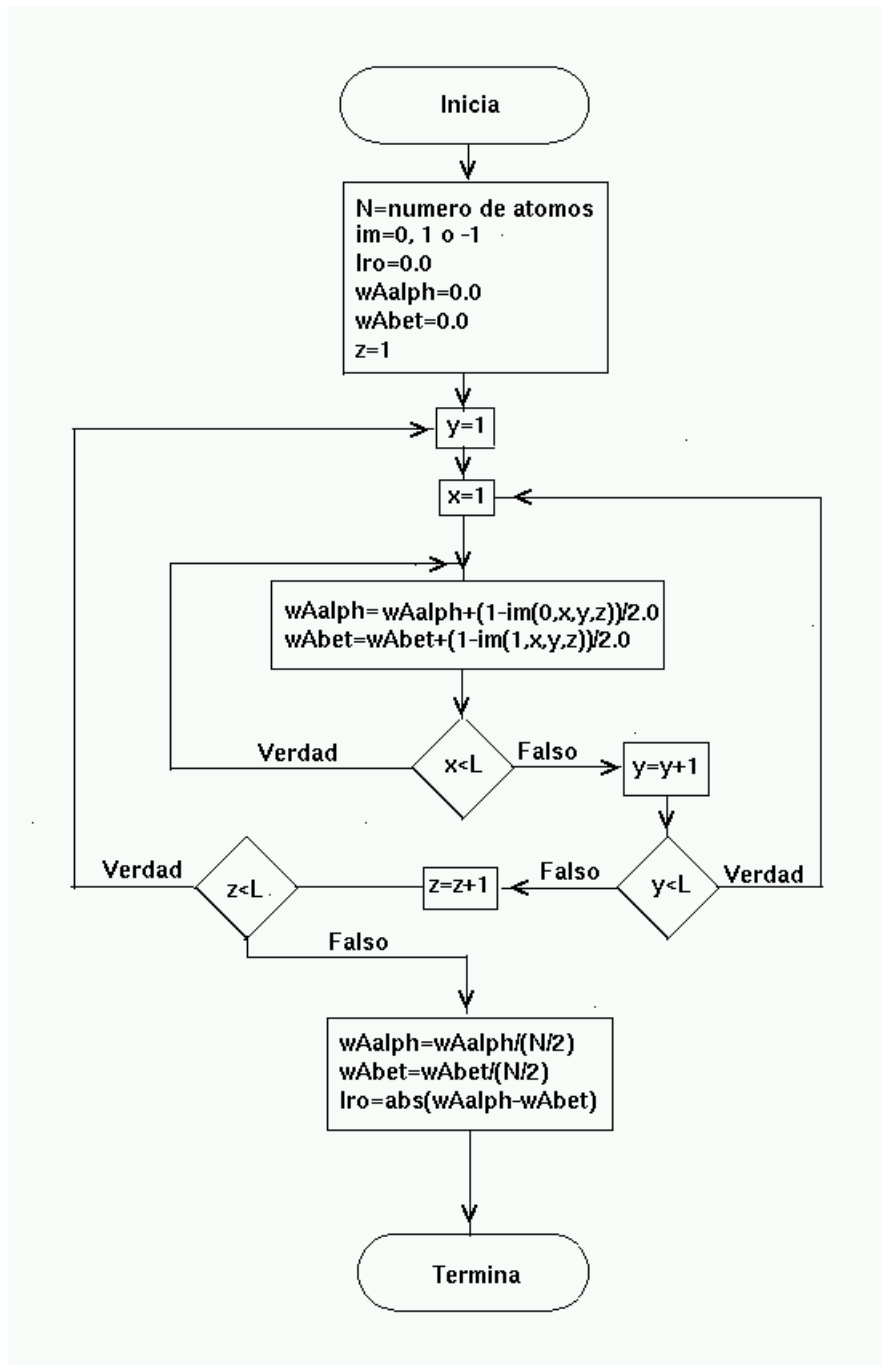 Inicia
N=numero de atomos
im=0, 1 o -1
lro=0.0
wAalph=0.0
wAbet=0.0
z=1
y=1
x=1
wAalph=wAalph+(1-im(0,x,y,z))/2.0
wAbet=wAbet+(1-im(1,x,y,z))/2.0
Verdad
x<L
Falso
y=y+1
Verdad
z<L
z=z+1
Falso
y<L
Verdad
Falso
wAalph=wAalph/(N/2)
wAbet=wAbet/(N/2)
lro=abs(wAalph-wAbet)
Termina